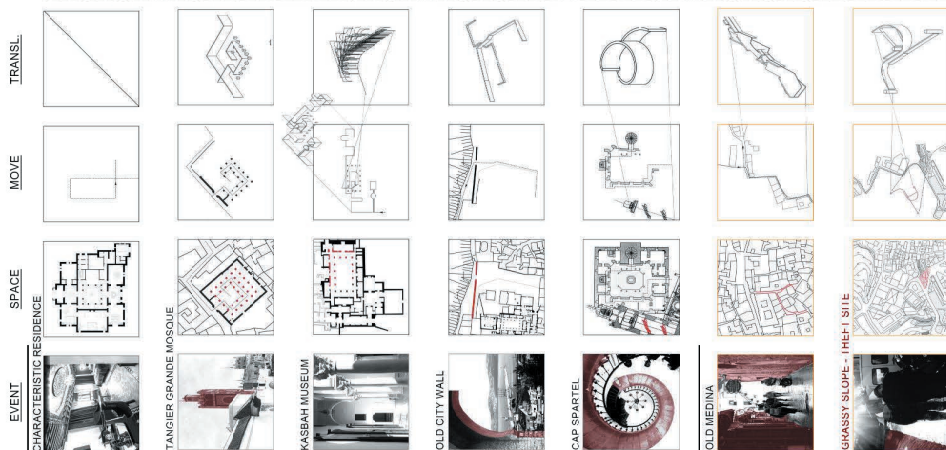 TRANSL.
MOVE
SPACE
EVENT
CHARACTERISTIC RESIDENCE
TANGIER GRANDE MOSQUE
KASBAH MUSEUM
OLD CITY WALL
CAP SPARTEL
OLD MEDINA
GRASSY SLOPE - THEFT SITE